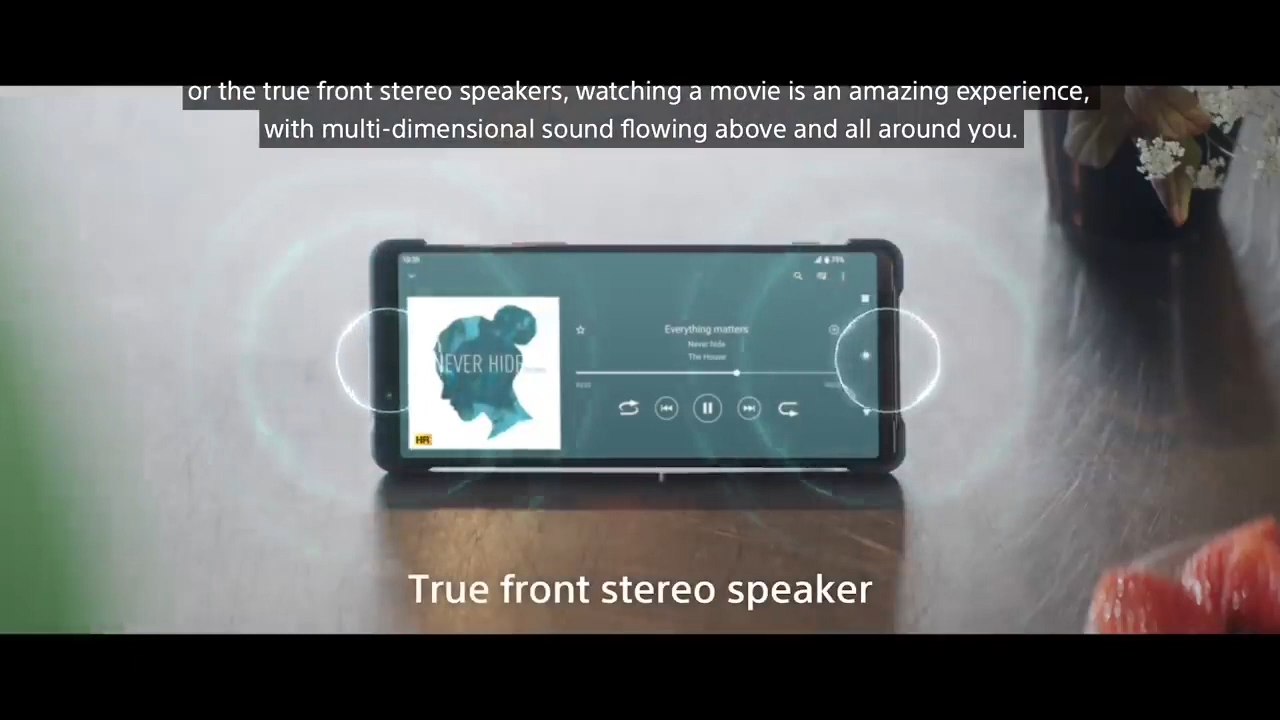 or the true front stereo speakers, watching a movie is an amazing experience,
with multi-dimensional sound flowing above and all around you.
NEVER HIDE
Everything matters
Never hide
The House
True front stereo speaker